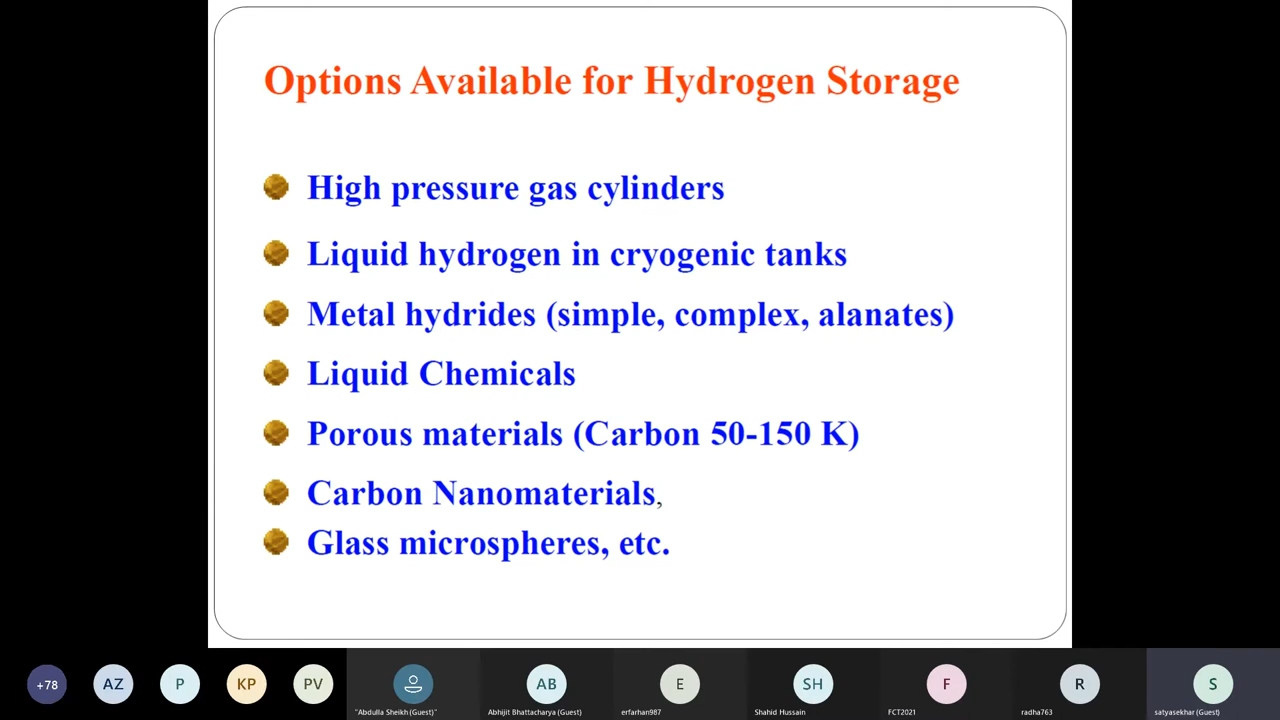 Options Available for Hydrogen Storage
High pressure gas cylinders
Liquid hydrogen in cryogenic tanks
Metal hydrides (simple, complex, alanates)
Liquid Chemicals
Porous materials (Carbon 50-150 K)
Carbon Nanomaterials,
Glass microspheres, etc.
+78
AZ
P
KP
PV
AB
E
SH
F
R
S
"Abdulla Sheikh (Guest)"
Abhijit Bhattacharya (Guest)
erfarhan987
Shahid Hussain
FCT2021
radha763
satyasekhar (Guest)